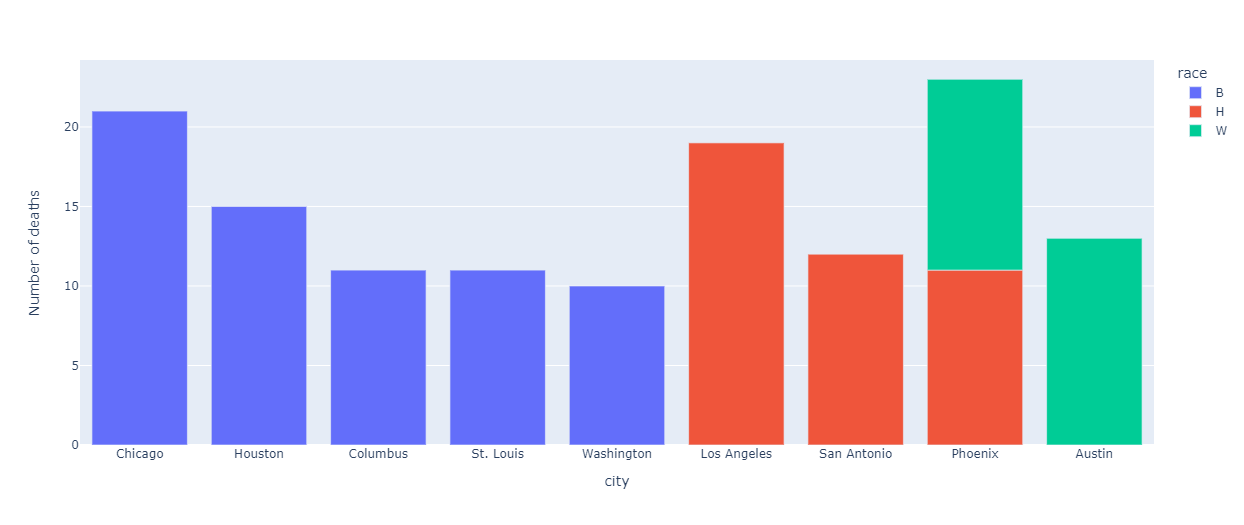 race
B
H
W
Number of deaths
20
15
10
5
0
Chicago Houston Columbus St. Louis Washington Los Angeles San Antonio Phoenix Austin
city